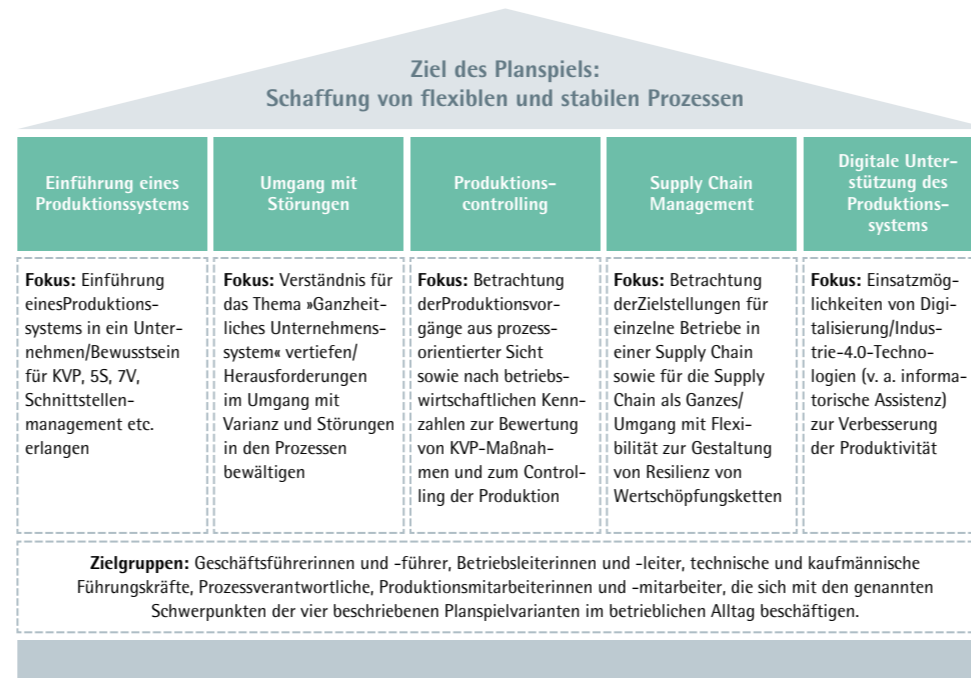 Ziel des Planspiels:
Schaffung von flexiblen und stabilen Prozessen
Einführung eines
Produktionssystems
Umgang mit
Störungen
Produktions-
controlling
Supply Chain
Management
Digitale Unter-
stützung des
Produktions-
systems
Fokus: Einführung
einesProduktions-
systems in ein Unter-
nehmen/Bewusstsein
für KVP, 5S, 7V,
Schnittstellen-
management etc.
erlangen
Fokus: Verständnis für
das Thema »Ganzheit-
liches Unternehmens-
system« vertiefen/
Herausforderungen
im Umgang mit
Varianz und Störungen
in den Prozessen
bewältigen
Fokus: Betrachtung
derProduktionsvor-
gänge aus prozess-
orientierter Sicht
sowie nach betriebs-
wirtschaftlichen Kenn-
zahlen zur Bewertung
von KVP-Maßnah-
men und zum Control-
ling der Produktion
Fokus: Betrachtung
derZielstellungen für
einzelne Betriebe in
einer Supply Chain
sowie für die Supply
Chain als Ganzes/
Umgang mit Flexi-
bilität zur Gestaltung
von Resilienz von
Wertschöpfungsketten
Fokus: Einsatzmög-
lichkeiten von Digi-
talisierung/Indus-
trie-4.0-Techno-
logien (v. a. informa-
torische Assistenz)
zur Verbesserung
der Produktivität
Zielgruppen: Geschäftsführerinnen und -führer, Betriebsleiterinnen und -leiter, technische und kaufmännische
Führungskräfte, Prozessverantwortliche, Produktionsmitarbeiterinnen und -mitarbeiter, die sich mit den genannten
Schwerpunkten der vier beschriebenen Planspielvarianten im betrieblichen Alltag beschäftigen.